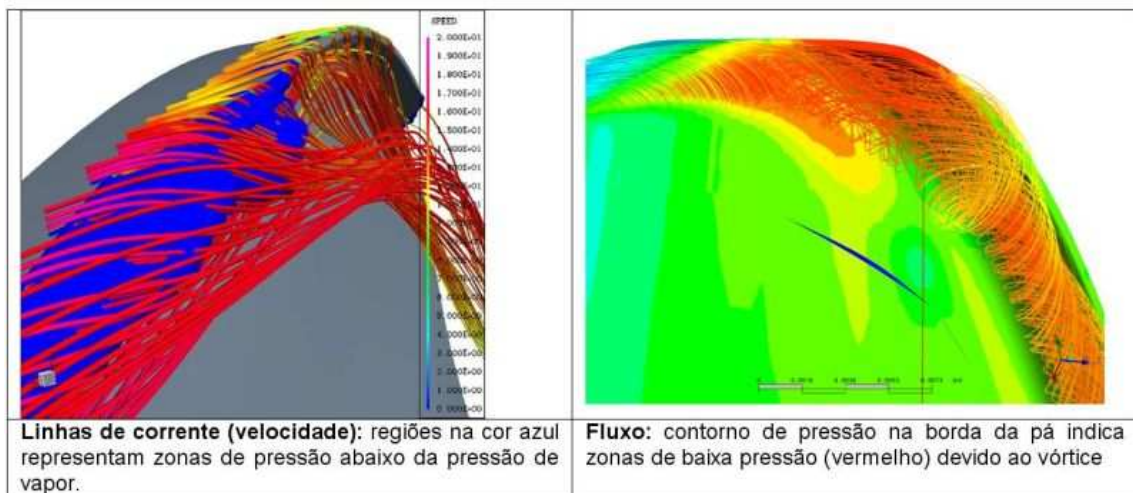 SPEED
2.000E+01
1.900E+01
1.800E+01
1.700E+01
1.600E+01
1.500E+01
4.000E+00
3.000E+00
2.000E+00
1.000E+00
0.000E+00
Linhas de corrente (velocidade): regiões na cor azul
representam zonas de pressão abaixo da pressão de
vapor.
Fluxo: contorno de pressão na borda da pá indica
zonas de baixa pressão (vermelho) devido ao vórtice